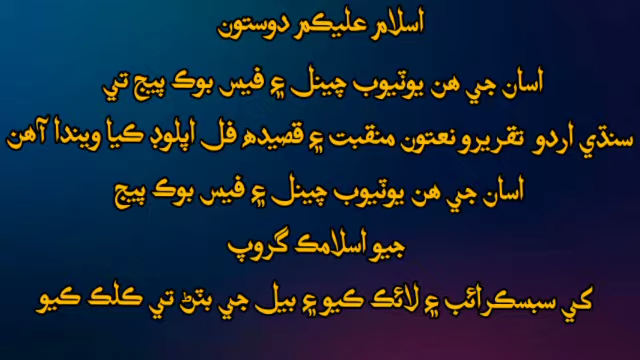 اسلام عليڪم دوستون
اسان جي هن يوٽيوب چينل ۽ فيس بوڪ پيج تي
سنڌي اردو تقريرو نعتون منقبت ۽ قصيده فل اپلوڊ ڪيا ويندا آهن
اسان جي هن يوٽيوب چينل ۽ فيس بوڪ پيج
جيو اسلامڪ گروپ
کي سبسڪرائب ۽ لائڪ ڪيو ۽ بيل جي بٽڻ تي ڪلڪ ڪيو